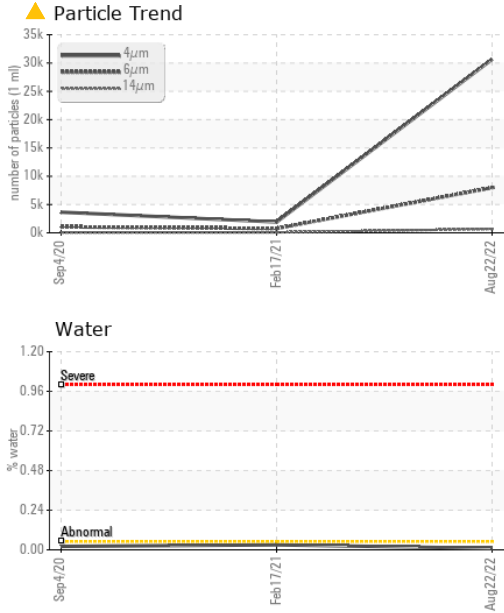 Particle Trend
35k
30k
25k
20k
15k
10k
5k
0k
number of particles (1 ml)
4µm
6µm
14µm
Sep4/20
Feb17/21
Aug22/22
Water
1.20
0.96
0.72
0.48
0.24
0.00
% water
Severe
Abnormal
Sep4/20
Feb17/21
Aug22/22